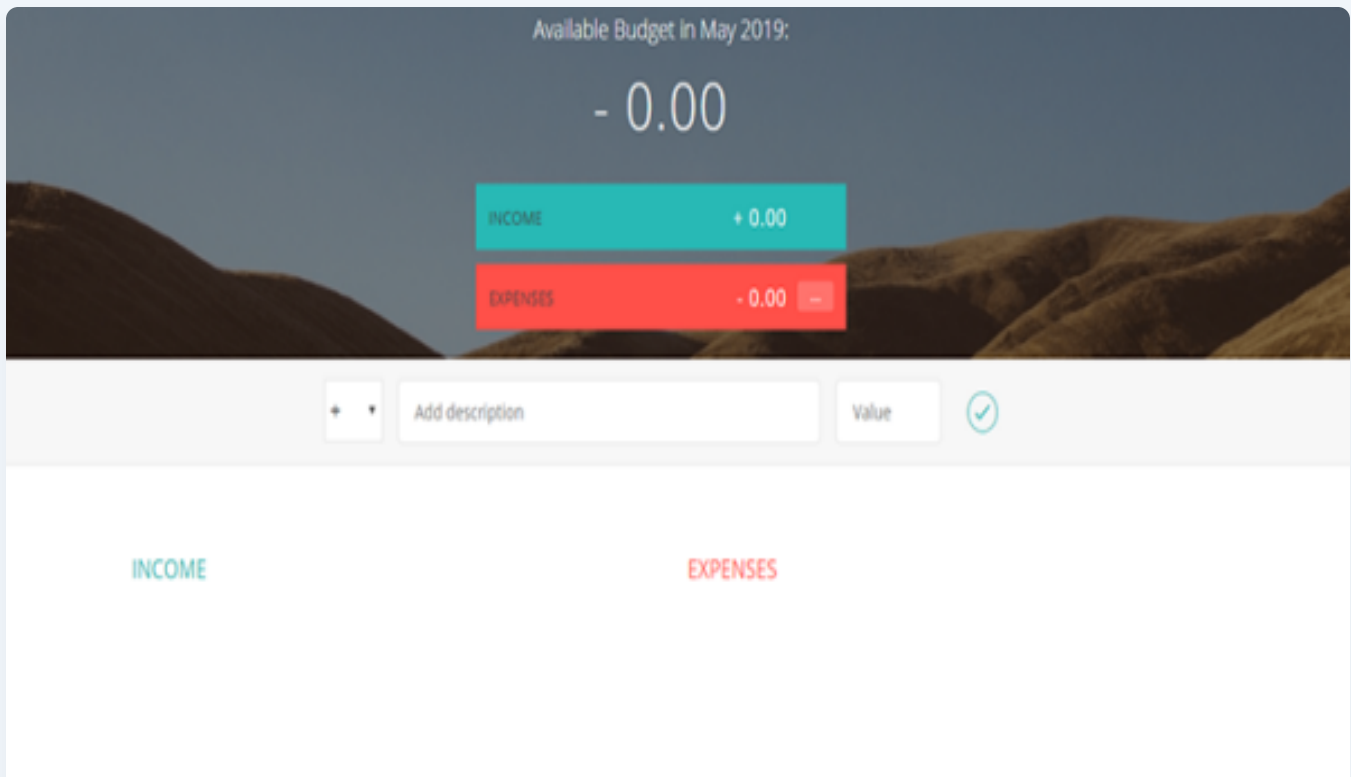 Available Budget in May 2019:
- 0.00
INCOME + 0.00
EXPENSES - 0.00 --
+ Add description Value
INCOME EXPENSES